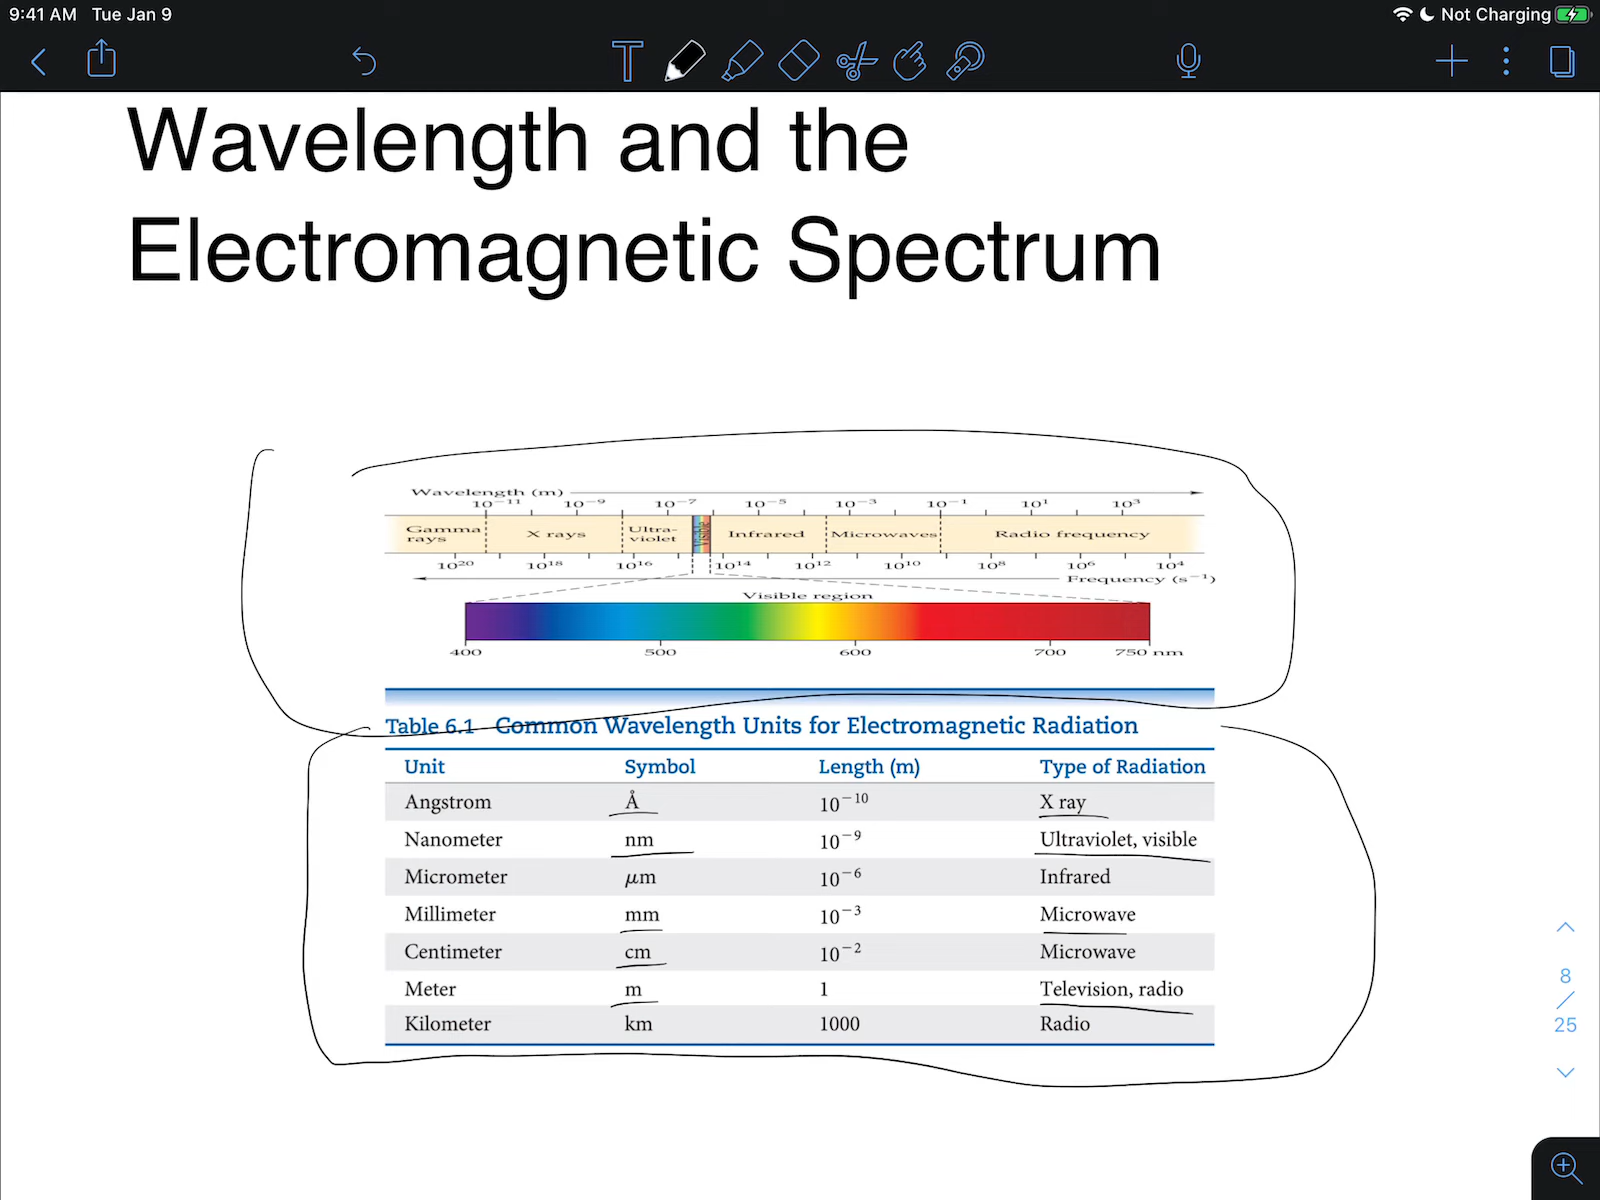 9:41 AM Tue Jan 9 Not Charging
T
Wavelength and the
Electromagnetic Spectrum
Wavelength (m)
10⁻¹¹ 10⁻⁹ 10⁻⁷ 10⁻⁵ 10⁻³ 10⁻¹ 10¹ 10³
Gamma rays X rays Ultra-violet Visible Infrared Microwaves Radio frequency
10²⁰ 10¹⁸ 10¹⁶ 10¹⁴ 10¹² 10¹⁰ 10⁸ 10⁶ 10⁴
Frequency (s⁻¹)
Visible region
400 500 600 700 750 nm
Table 6.1 Common Wavelength Units for Electromagnetic Radiation
Unit Symbol Length (m) Type of Radiation
Angstrom Å 10⁻¹⁰ X ray
Nanometer nm 10⁻⁹ Ultraviolet, visible
Micrometer μm 10⁻⁶ Infrared
Millimeter mm 10⁻³ Microwave
Centimeter cm 10⁻² Microwave
Meter m 1 Television, radio
Kilometer km 1000 Radio
8
/
25